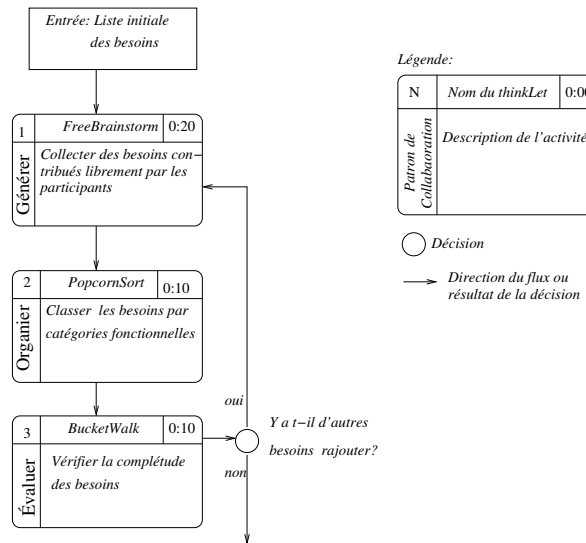 Entrée: Liste initiale
des besoins
1
FreeBrainstorm
0:20
Générer
Collecter des besoins con-
tribués librement par les
participants
2
PopcornSort
0:10
Organier
Classer les besoins par
catégories fonctionnelles
3
BucketWalk
0:10
Évaluer
Vérifier la complétude
des besoins
oui
non
Y a t-il d'autres
besoins rajouter?
Légende:
N
Nom du thinkLet
0:00
Patron de
Collabaoration
Description de l'activité
Décision
Direction du flux ou
résultat de la décision